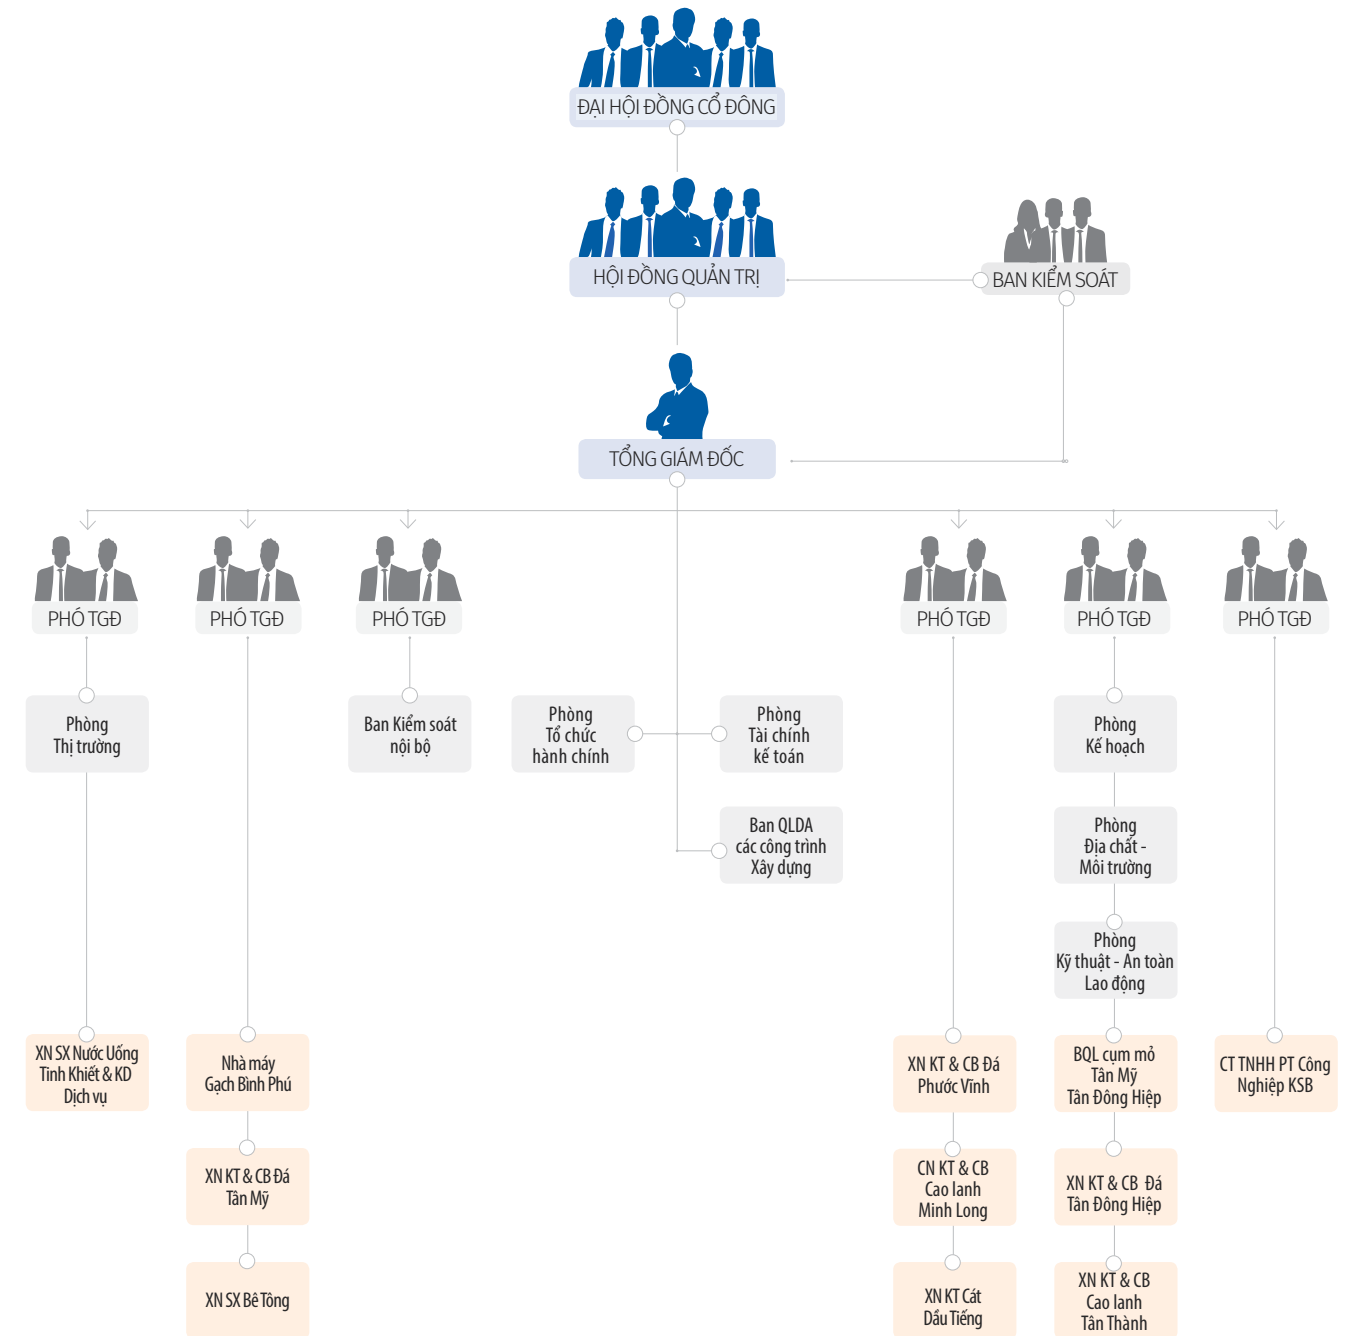 ĐẠI HỘI ĐỒNG CỔ ĐÔNG
HỘI ĐỒNG QUẢN TRỊ
BAN KIỂM SOÁT
TỔNG GIÁM ĐỐC
PHÓ TGĐ
PHÓ TGĐ
PHÓ TGĐ
PHÓ TGĐ
PHÓ TGĐ
PHÓ TGĐ
Phòng
Thị trường
Ban Kiểm soát
nội bộ
Phòng
Tổ chức
hành chính
Phòng
Tài chính
kế toán
Phòng
Kế hoạch
Ban QLDA
các công trình
Xây dựng
Phòng
Địa chất -
Môi trường
Phòng
Kỹ thuật - An toàn
Lao động
XN SX Nước Uống
Tinh Khiết & KD
Dịch vụ
Nhà máy
Gạch Bình Phú
XN KT & CB Đá
Phước Vĩnh
BQL cụm mỏ
Tân Mỹ
Tân Đông Hiệp
CT TNHH PT Công
Nghiệp KSB
XN KT & CB Đá
Tân Mỹ
CN KT & CB
Cao lanh
Minh Long
XN KT & CB Đá
Tân Đông Hiệp
XN SX Bê Tông
XN KT Cát
Dầu Tiếng
XN KT & CB
Cao lanh
Tân Thành